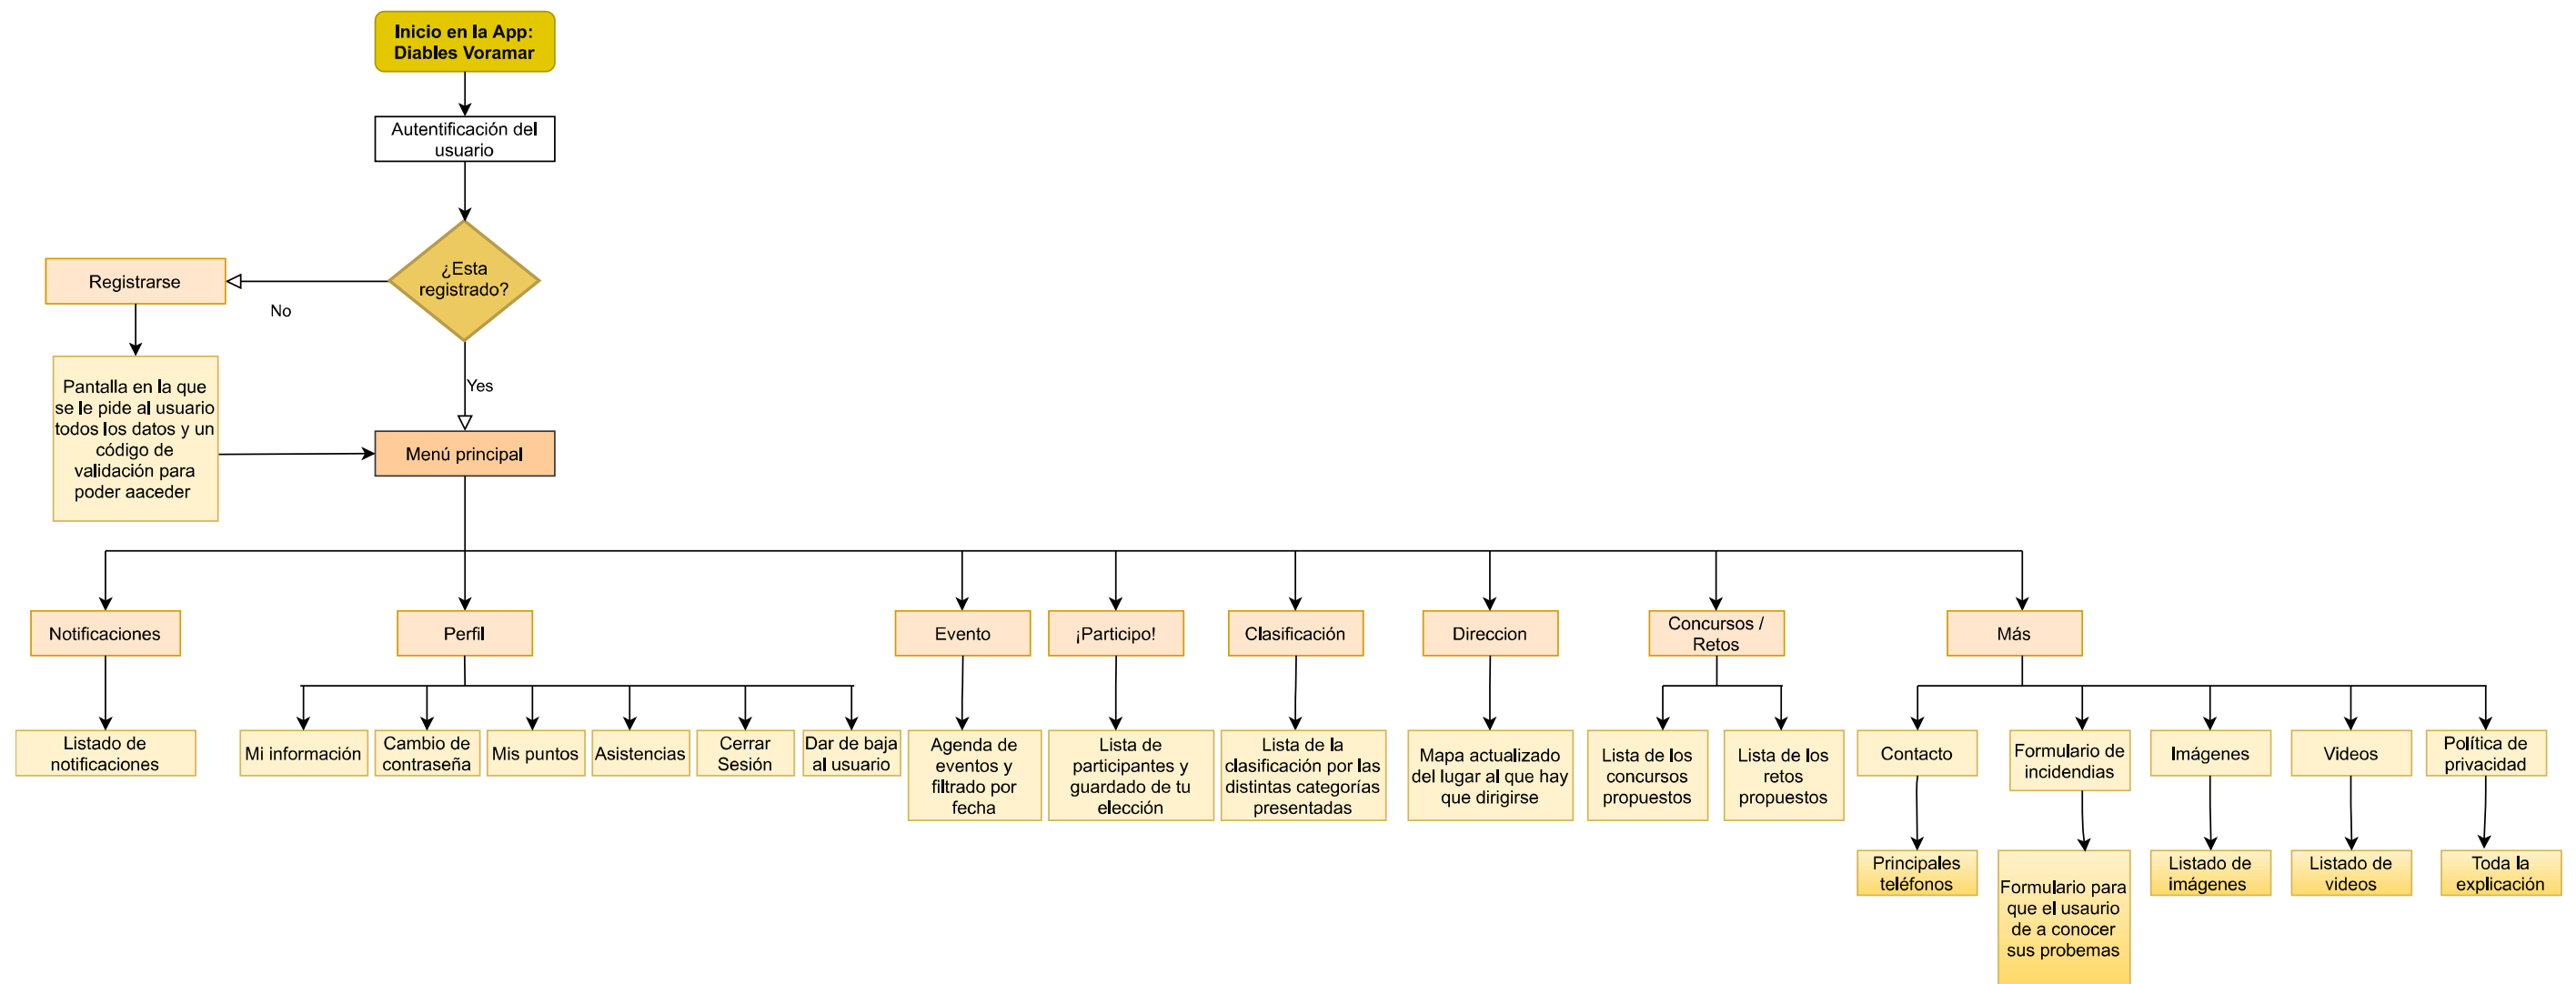 Inicio en la App:
Diables Voramar
Autentificación del
usuario
¿Esta
registrado?
Registrarse
No
Yes
Pantalla en la que
se le pide al usuario
todos los datos y un
código de
validación para
poder aaceder
Menú principal
Notificaciones
Perfil
Evento
¡Participo!
Clasificación
Direccion
Concursos /
Retos
Más
Listado de
notificaciones
Mi información
Cambio de
contraseña
Mis puntos
Asistencias
Cerrar
Sesión
Dar de baja
al usuario
Agenda de
eventos y
filtrado por
fecha
Lista de
participantes y
guardado de tu
elección
Lista de la
clasificación por las
distintas categorías
presentadas
Mapa actualizado
del lugar al que hay
que dirigirse
Lista de los
concursos
propuestos
Lista de los
retos
propuestos
Contacto
Formulario de
incidendias
Imágenes
Videos
Política de
privacidad
Principales
teléfonos
Formulario para
que el usaurio
de a conocer
sus probemas
Listado de
imágenes
Listado de
videos
Toda la
explicación